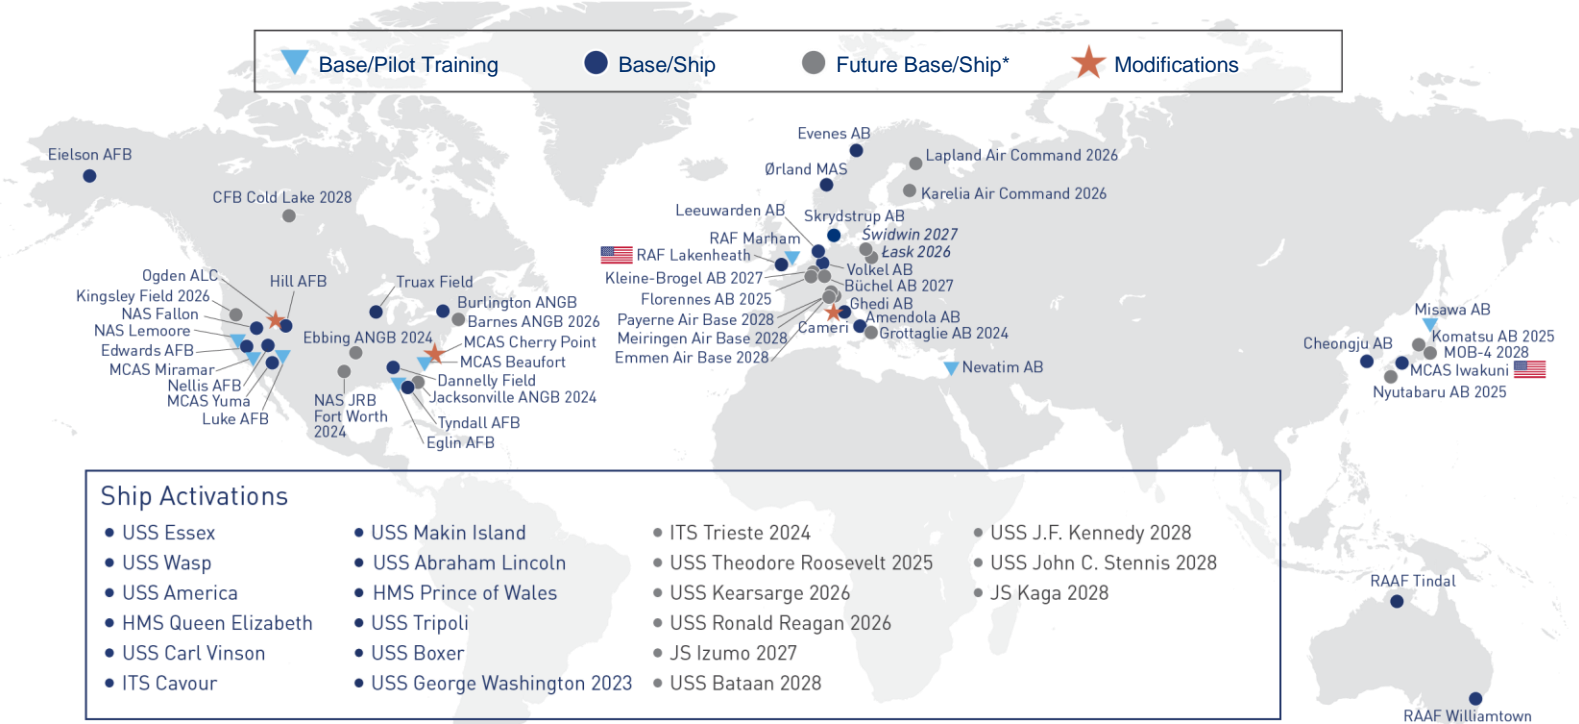 Base/Pilot Training
Base/Ship
Future Base/Ship*
Modifications
Eielson AFB
CFB Cold Lake 2028
Ogden ALC
Hill AFB
Kingsley Field 2026
NAS Fallon
NAS Lemoore
Edwards AFB
MCAS Miramar
Nellis AFB
MCAS Yuma
Luke AFB
Truax Field
Burlington ANGB
Barnes ANGB 2026
Ebbing ANGB 2024
MCAS Cherry Point
MCAS Beaufort
Dannelly Field
Jacksonville ANGB 2024
NAS JRB
Fort Worth
2024
Tyndall AFB
Eglin AFB
Evenes AB
Ørland MAS
Lapland Air Command 2026
Karelia Air Command 2026
Leeuwarden AB
Skrydstrup AB
RAF Marham
Świdwin 2027
RAF Lakenheath
Łask 2026
Kleine-Brogel AB 2027
Volkel AB
Büchel AB 2027
Florennes AB 2025
Ghedi AB
Payerne Air Base 2028
Amendola AB
Cameri
Meiringen Air Base 2028
Grottaglie AB 2024
Emmen Air Base 2028
Nevatim AB
Misawa AB
Komatsu AB 2025
Cheongju AB
MOB-4 2028
MCAS Iwakuni
Nyutabaru AB 2025
RAAF Tindal
RAAF Williamtown
Ship Activations
USS Essex
USS Wasp
USS America
HMS Queen Elizabeth
USS Carl Vinson
ITS Cavour
USS Makin Island
USS Abraham Lincoln
HMS Prince of Wales
USS Tripoli
USS Boxer
USS George Washington 2023
ITS Trieste 2024
USS Theodore Roosevelt 2025
USS Kearsarge 2026
USS Ronald Reagan 2026
JS Izumo 2027
USS Bataan 2028
USS J.F. Kennedy 2028
USS John C. Stennis 2028
JS Kaga 2028